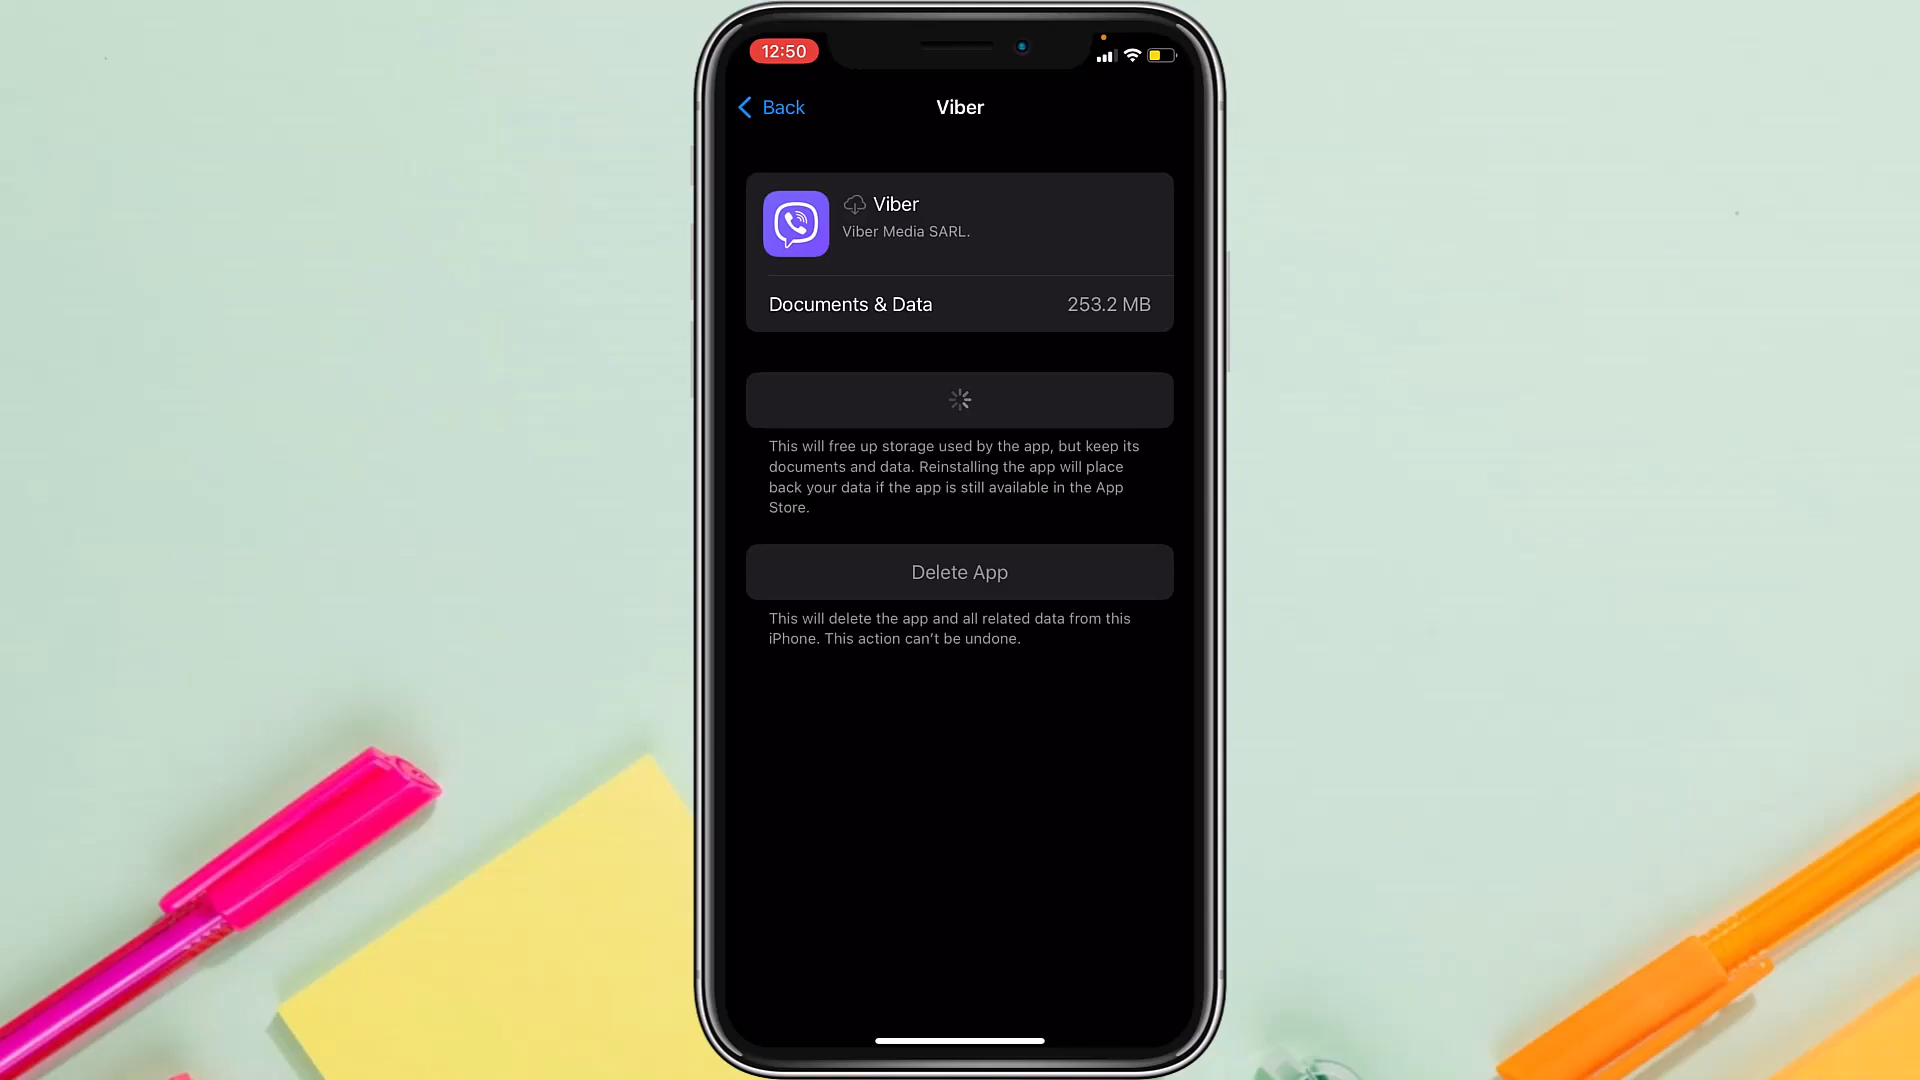 12:50
Back
Viber
Viber
Viber Media SARL.
Documents & Data 253.2 MB
This will free up storage used by the app, but keep its
documents and data. Reinstalling the app will place
back your data if the app is still available in the App
Store.
Delete App
This will delete the app and all related data from this
iPhone. This action can’t be undone.